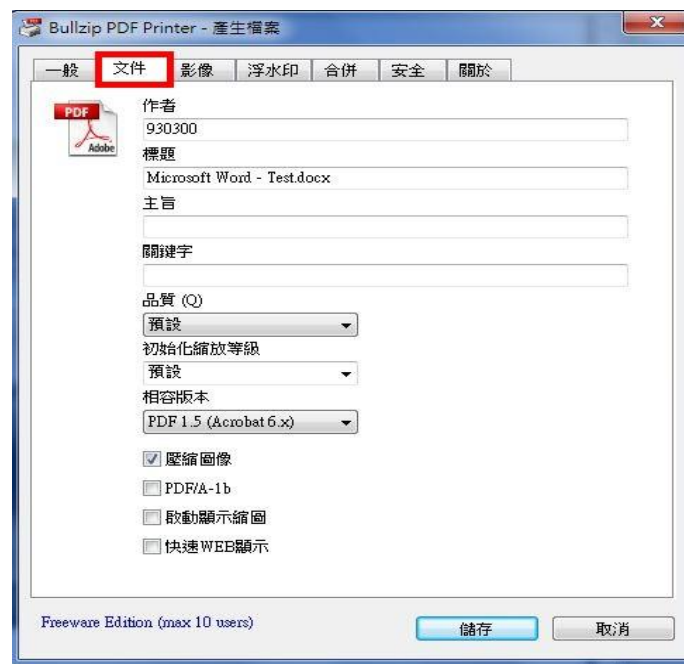 Bullzip PDF Printer - 產生檔案
一般 文件 影像 浮水印 合併 安全 關於
PDF
Adobe
作者
930300
標題
Microsoft Word - Test.docx
主旨
關鍵字
品質 (Q)
預設
初始化縮放等級
預設
相容版本
PDF 1.5 (Acrobat 6.x)
壓縮圖像
PDF/A-1b
啟動顯示縮圖
快速WEB顯示
Freeware Edition (max 10 users)
儲存 取消